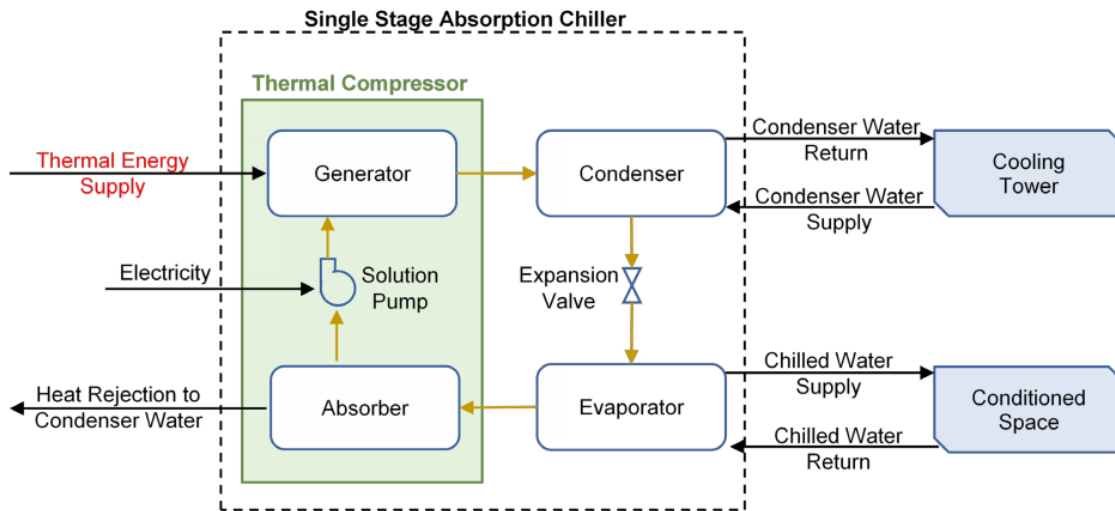 Single Stage Absorption Chiller
Thermal Compressor
Thermal Energy
Supply
Generator
Condenser
Condenser Water
Return
Condenser Water
Supply
Cooling
Tower
Electricity
Solution
Pump
Expansion
Valve
Heat Rejection to
Condenser Water
Absorber
Evaporator
Chilled Water
Supply
Chilled Water
Return
Conditioned
Space